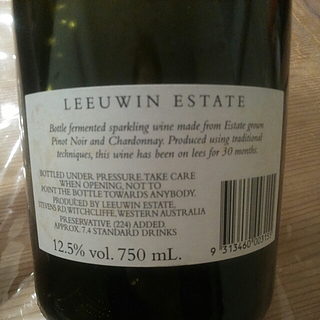 LEEUWIN ESTATE
Bottle fermented sparkling wine made from Estate grown
Pinot Noir and Chardonnay. Produced using traditional
techniques, this wine has been on lees for 30 months.
BOTTLED UNDER PRESSURE. TAKE CARE
WHEN OPENING, NOT TO
POINT THE BOTTLE TOWARDS ANYBODY.
PRODUCED BY LEEUWIN ESTATE,
STEVENS RD, WITCHCLIFFE, WESTERN AUSTRALIA
PRESERVATIVE (224) ADDED.
APPROX. 7.4 STANDARD DRINKS
12.5% vol. 750 mL.